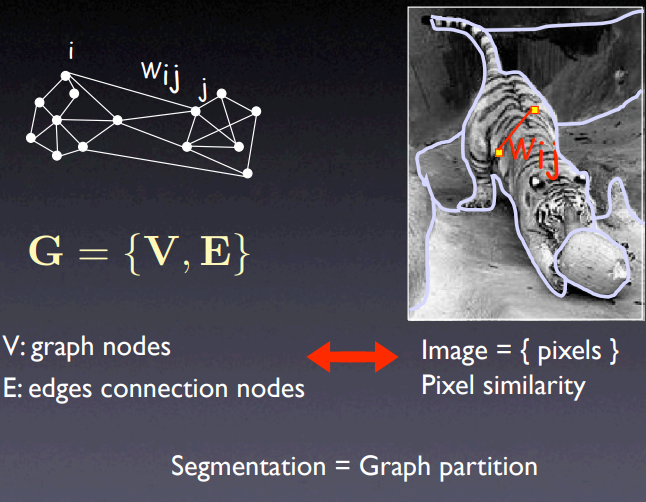 i
Wij
j
G = {V, E}
V: graph nodes
E: edges connection nodes
Wij
Image = { pixels }
Pixel similarity
Segmentation = Graph partition